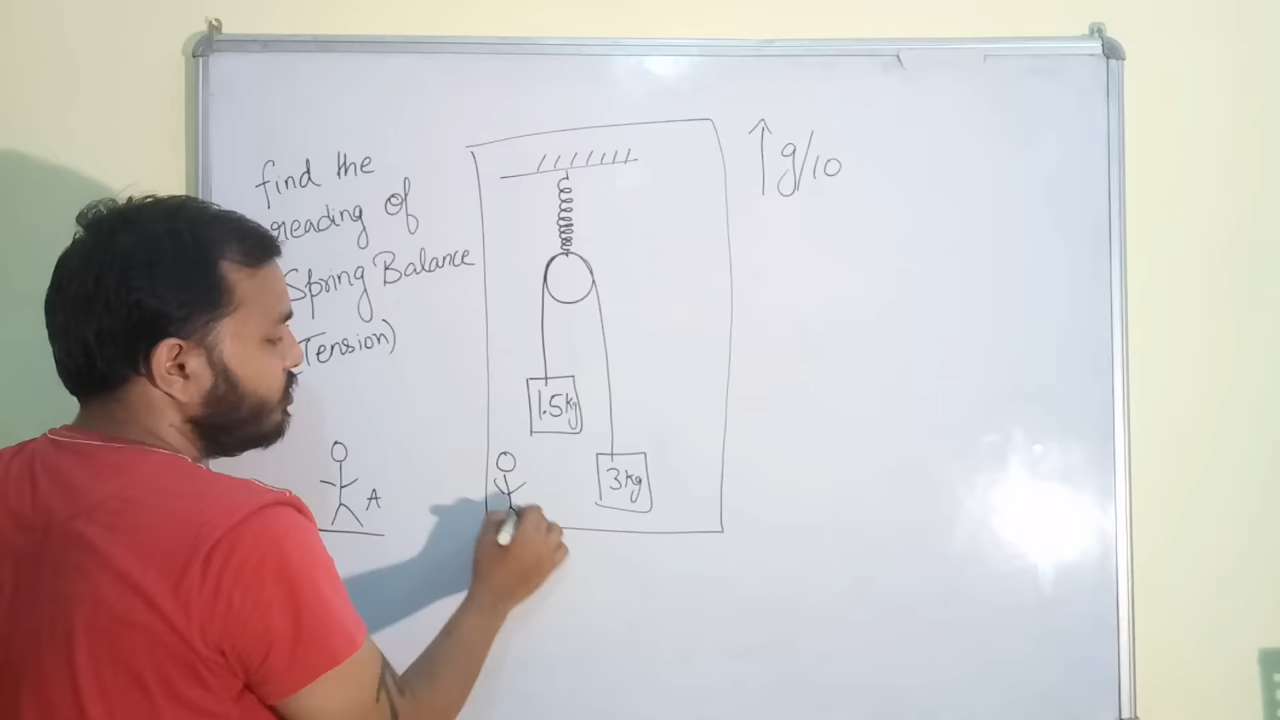 find the
reading of
Spring Balance
Tension)
g/10
1.5kg
3kg
A